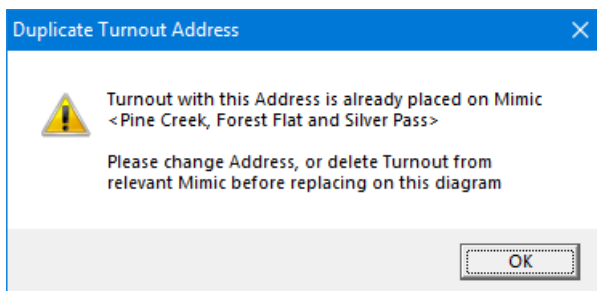 Duplicate Turnout Address
Turnout with this Address is already placed on Mimic
<Pine Creek, Forest Flat and Silver Pass>
Please change Address, or delete Turnout from
relevant Mimic before replacing on this diagram
OK